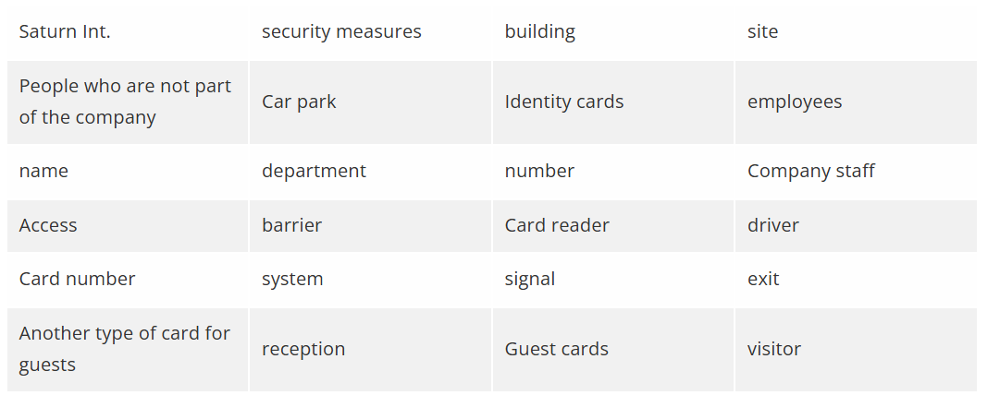 Saturn Int. security measures building site
People who are not part
of the company Car park Identity cards employees
name department number Company staff
Access barrier Card reader driver
Card number system signal exit
Another type of card for
guests reception Guest cards visitor